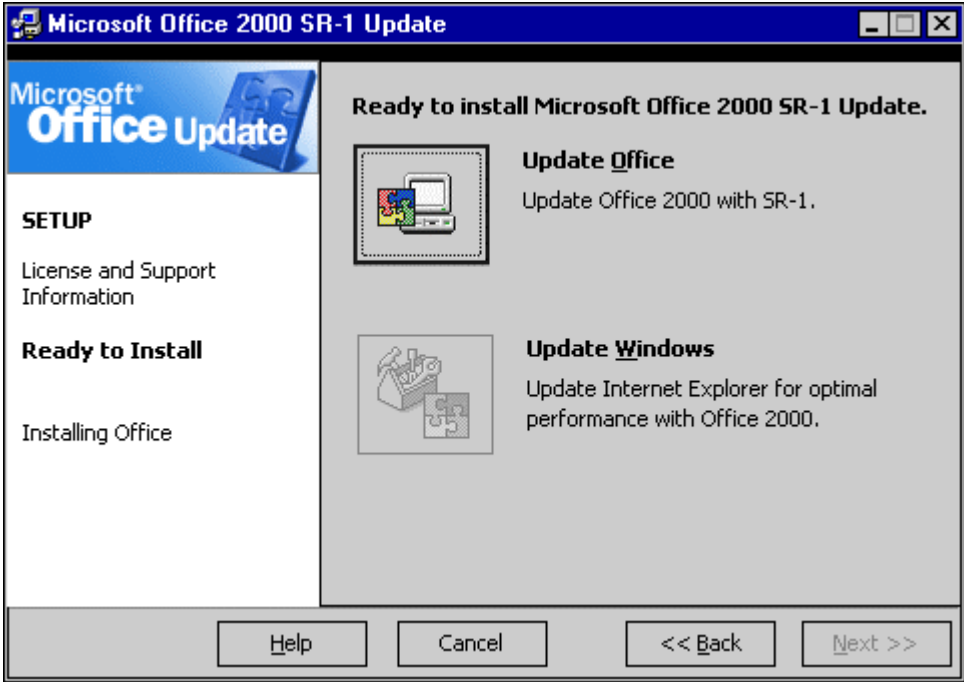 Microsoft Office 2000 SR-1 Update
Microsoft®
Office Update
SETUP
License and Support
Information
Ready to Install
Installing Office
Ready to install Microsoft Office 2000 SR-1 Update.
Update Office
Update Office 2000 with SR-1.
Update Windows
Update Internet Explorer for optimal
performance with Office 2000.
Help
Cancel
<< Back
Next >>